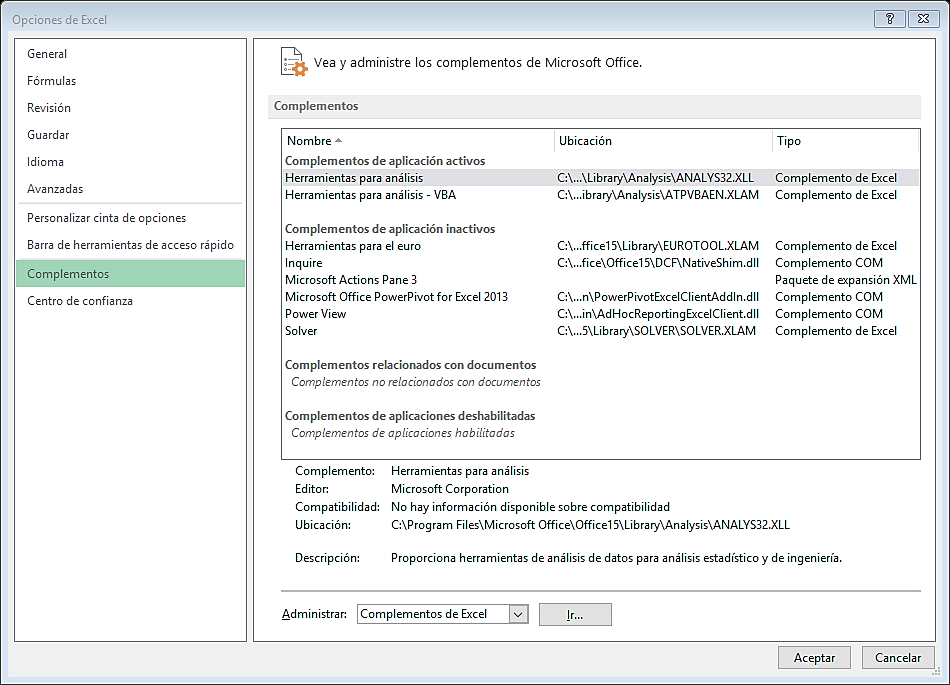 Opciones de Excel
?
General
Fórmulas
Revisión
Guardar
Idioma
Avanzadas
Personalizar cinta de opciones
Barra de herramientas de acceso rápido
Complementos
Centro de confianza
Vea y administre los complementos de Microsoft Office.
Complementos
Nombre Ubicación Tipo
Complementos de aplicación activos
Herramientas para análisis C:\...\Library\Analysis\ANALYS32.XLL Complemento de Excel
Herramientas para análisis - VBA C:\...ibrary\Analysis\ATPVBAEN.XLAM Complemento de Excel
Complementos de aplicación inactivos
Herramientas para el euro C:\...ffice15\Library\EUROTOOL.XLAM Complemento de Excel
Inquire C:\...fice\Office15\DCF\NativeShim.dll Complemento COM
Microsoft Actions Pane 3 Paquete de expansión XML
Microsoft Office PowerPivot for Excel 2013 C:\...n\PowerPivotExcelClientAddIn.dll Complemento COM
Power View C:\...in\AdHocReportingExcelClient.dll Complemento COM
Solver C:\...5\Library\SOLVER\SOLVER.XLAM Complemento de Excel
Complementos relacionados con documentos
Complementos no relacionados con documentos
Complementos de aplicaciones deshabilitadas
Complementos de aplicaciones habilitadas
Complemento: Herramientas para análisis
Editor: Microsoft Corporation
Compatibilidad: No hay información disponible sobre compatibilidad
Ubicación: C:\Program Files\Microsoft Office\Office15\Library\Analysis\ANALYS32.XLL
Descripción: Proporciona herramientas de análisis de datos para análisis estadístico y de ingeniería.
Administrar: Complementos de Excel Ir...
Aceptar Cancelar